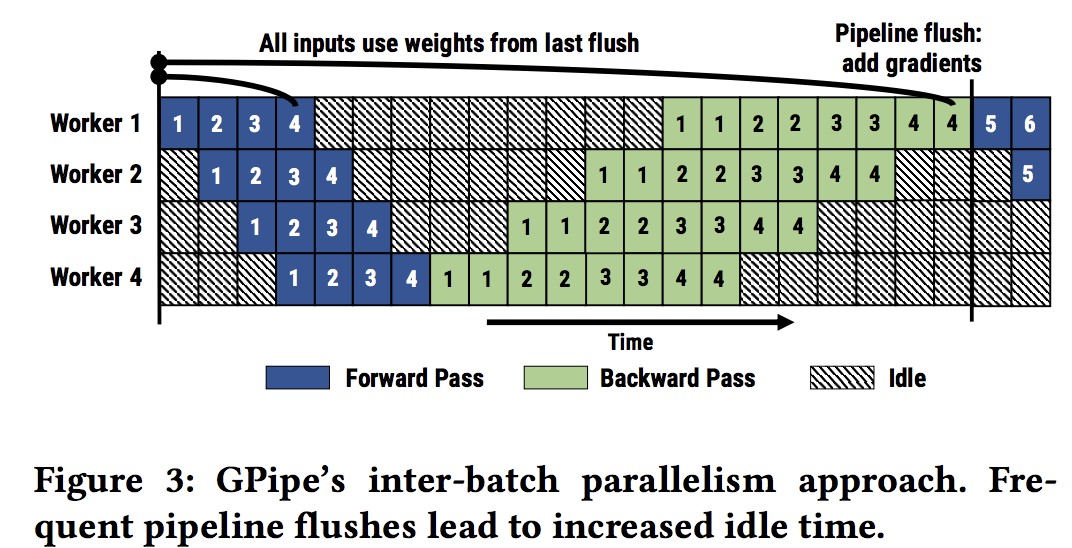 All inputs use weights from last flush
Pipeline flush:
add gradients
Worker 1 1 2 3 4 1 1 2 2 3 3 4 4 5 6
Worker 2 1 2 3 4 1 1 2 2 3 3 4 4 5
Worker 3 1 2 3 4 1 1 2 2 3 3 4 4
Worker 4 1 2 3 4 1 1 2 2 3 3 4 4
Time
Forward Pass Backward Pass Idle
Figure 3: GPipe's inter-batch parallelism approach. Fre-
quent pipeline flushes lead to increased idle time.